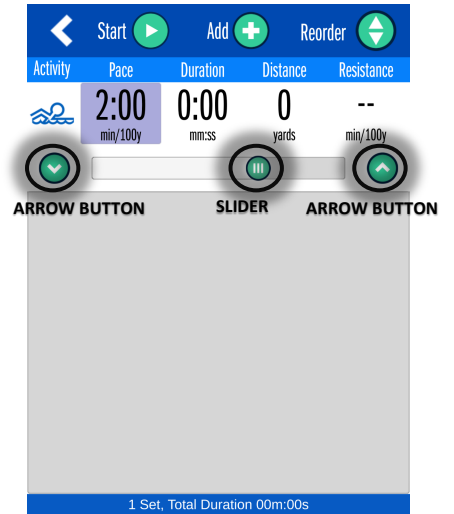 Start Add Reorder
Activity Pace Duration Distance Resistance
2:00 0:00 0 --
min/100y mm:ss yards min/100y
ARROW BUTTON SLIDER ARROW BUTTON
1 Set, Total Duration 00m:00s